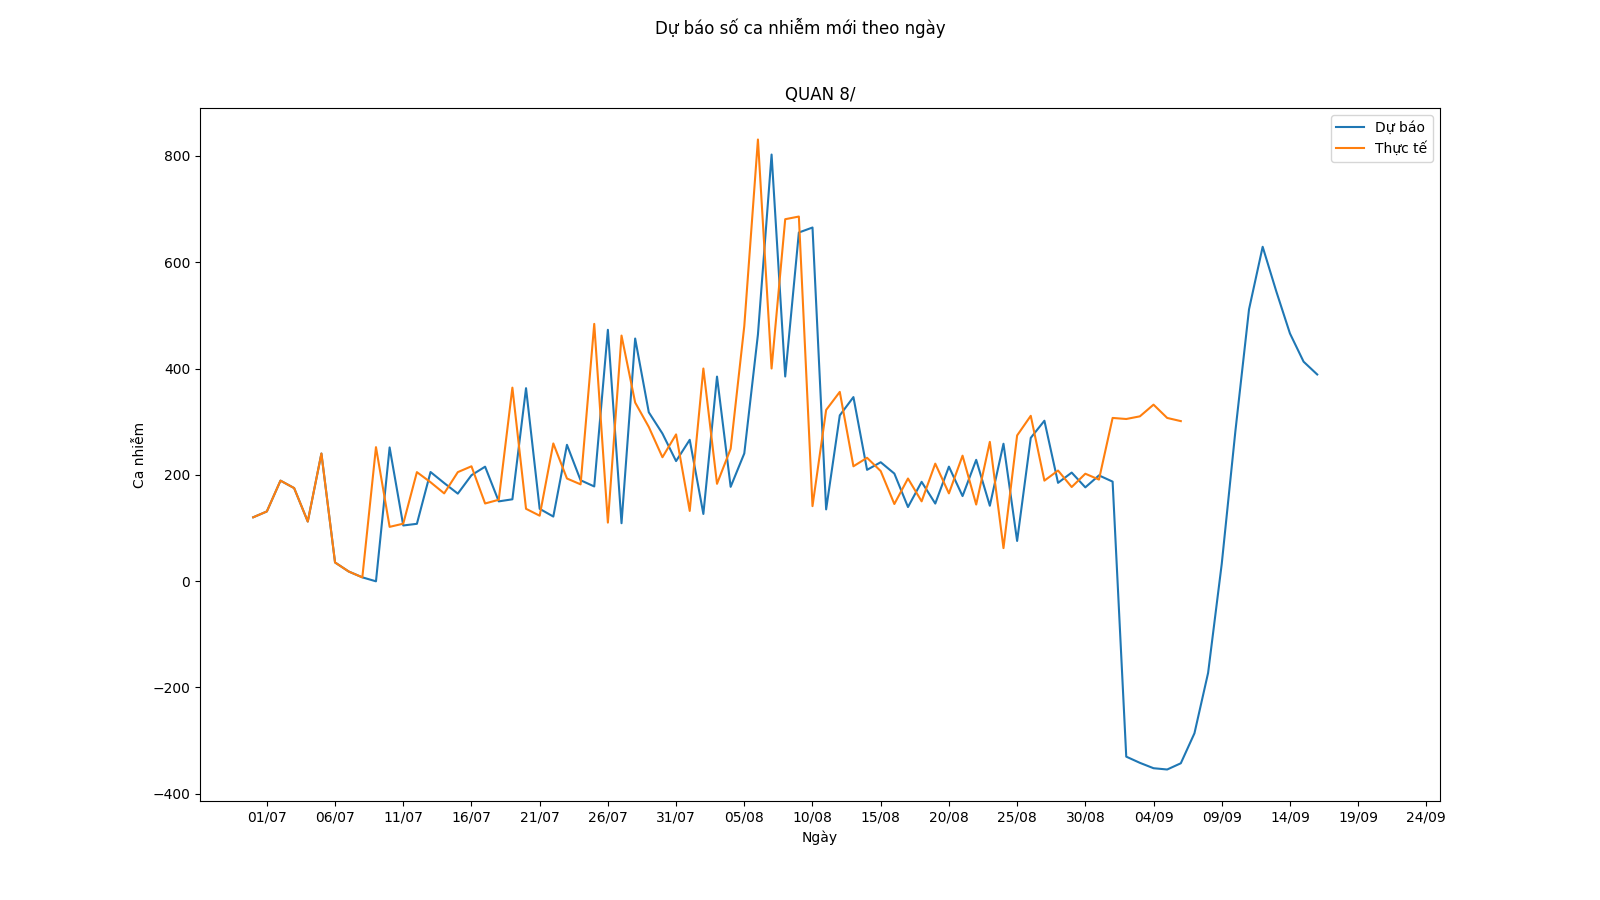 Dự báo số ca nhiễm mới theo ngày
QUAN 8/
Dự báo
Thực tế
Ca nhiễm
800
600
400
200
0
−200
−400
01/07 06/07 11/07 16/07 21/07 26/07 31/07 05/08 10/08 15/08 20/08 25/08 30/08 04/09 09/09 14/09 19/09 24/09
Ngày